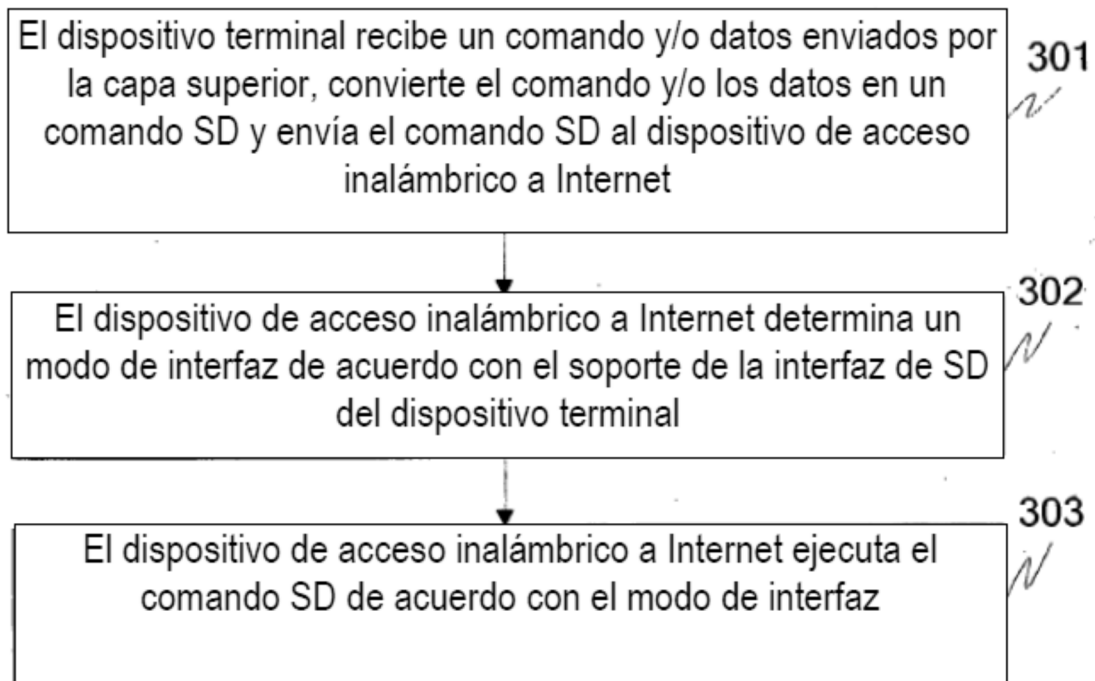 El dispositivo terminal recibe un comando y/o datos enviados por
la capa superior, convierte el comando y/o los datos en un
comando SD y envía el comando SD al dispositivo de acceso
inalámbrico a Internet
301
El dispositivo de acceso inalámbrico a Internet determina un
modo de interfaz de acuerdo con el soporte de la interfaz de SD
del dispositivo terminal
302
El dispositivo de acceso inalámbrico a Internet ejecuta el
comando SD de acuerdo con el modo de interfaz
303